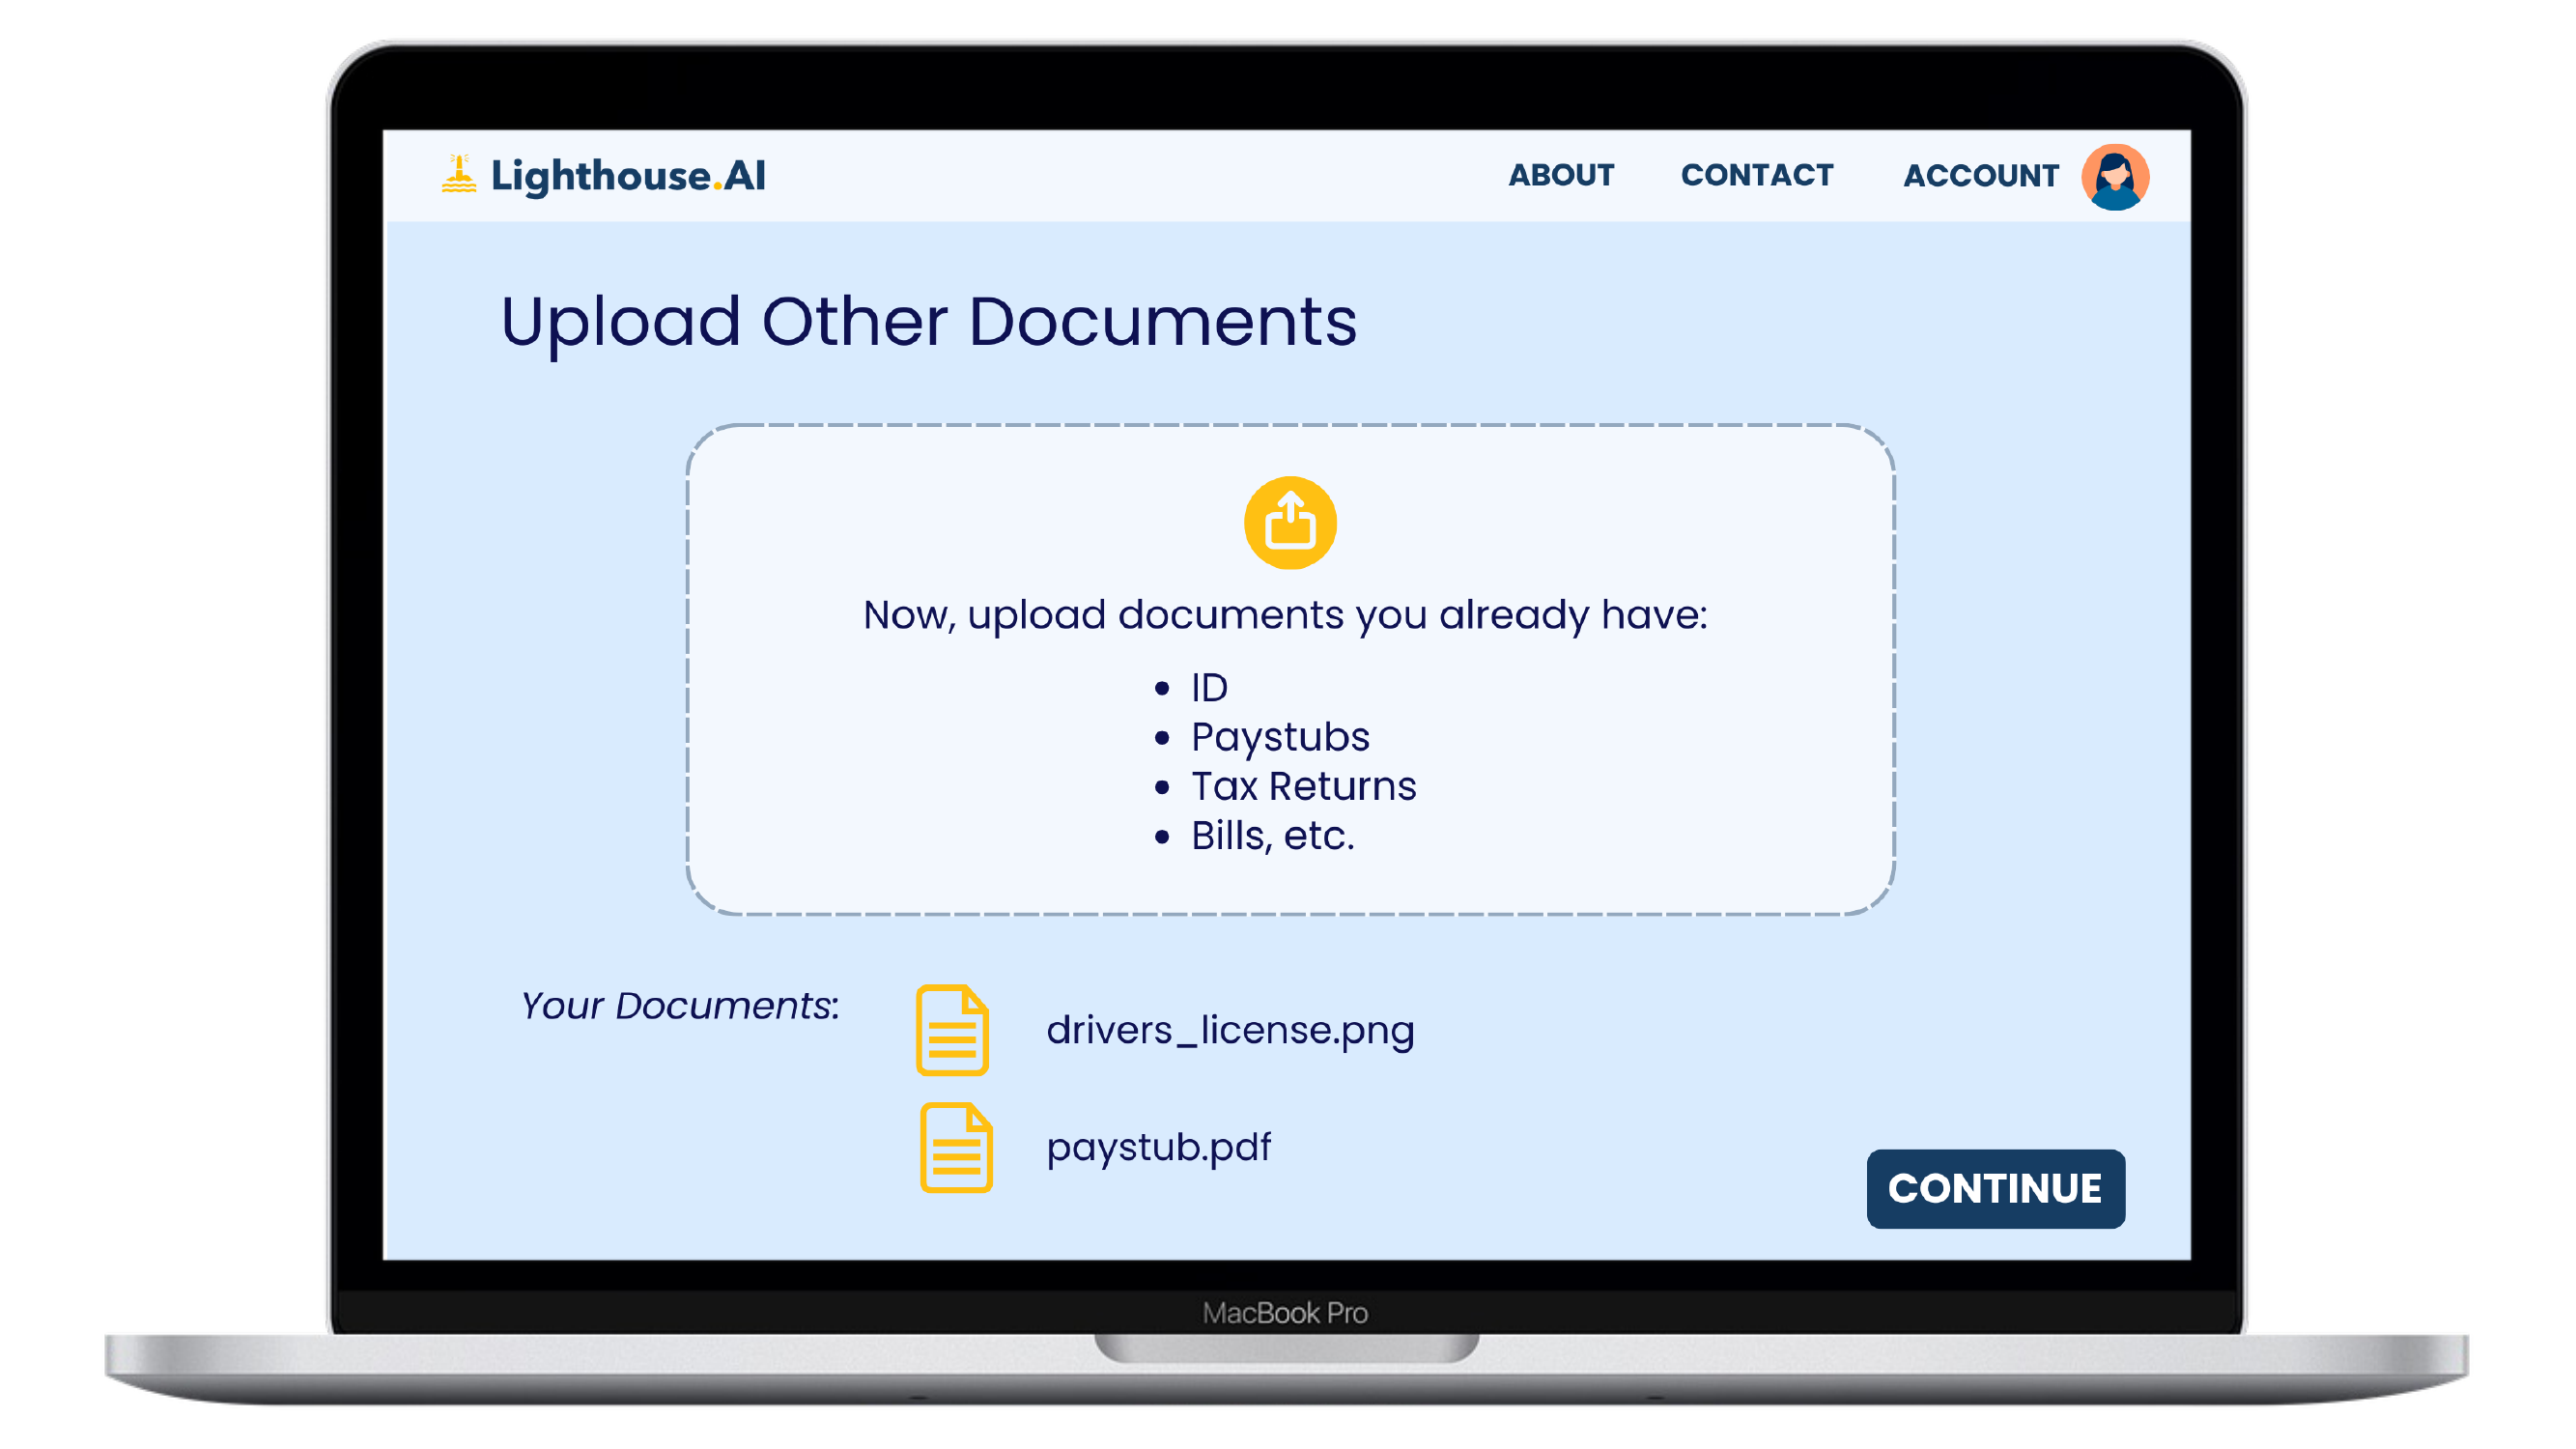 Lighthouse.AI
ABOUT CONTACT ACCOUNT
Upload Other Documents
Now, upload documents you already have:
• ID
• Paystubs
• Tax Returns
• Bills, etc.
Your Documents:
drivers_license.png
paystub.pdf
CONTINUE
MacBook Pro